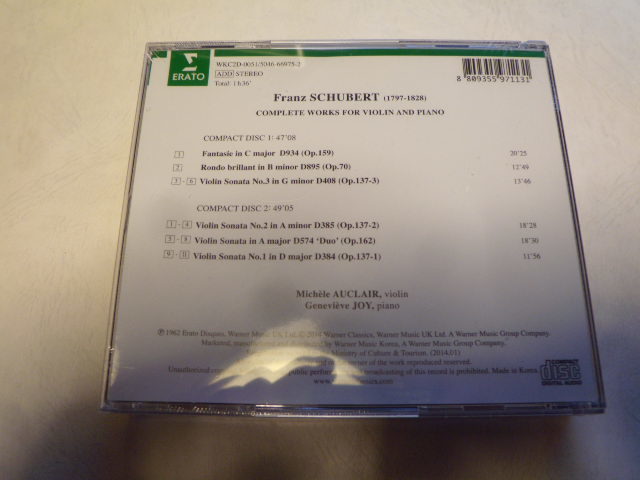 ERATO
WKC2D-0051/5046-66975-2
ADD STEREO
Total: 1h36'
8 809355 971131
Franz SCHUBERT (1797-1828)
COMPLETE WORKS FOR VIOLIN AND PIANO
COMPACT DISC 1: 47'08
1 Fantasie in C major D934 (Op.159) 20'25
2 Rondo brillant in B minor D895 (Op.70) 12'49
3 - 6 Violin Sonata No.3 in G minor D408 (Op.137-3) 13'46
COMPACT DISC 2: 49'05
1 - 4 Violin Sonata No.2 in A minor D385 (Op.137-2) 18'28
5 - 8 Violin Sonata in A major D574 'Duo' (Op.162) 18'30
9 - 11 Violin Sonata No.1 in D major D384 (Op.137-1) 11'56
Michèle AUCLAIR, violin
Geneviève JOY, piano
℗ 1962 Erato Disques, Warner Music UK Ltd. © 2014 Warner Classics, Warner Music UK Ltd. A Warner Music Group Company.
Marketed, manufactured by Warner Music Korea, A Warner Music Group Company.
Ministry of Culture & Tourism. (2014.01)
owner of the work reproduced reserved.
Unauthorized public performance broadcasting of this record is prohibited. Made in Korea.
COMPACT
disc
DIGITAL AUDIO